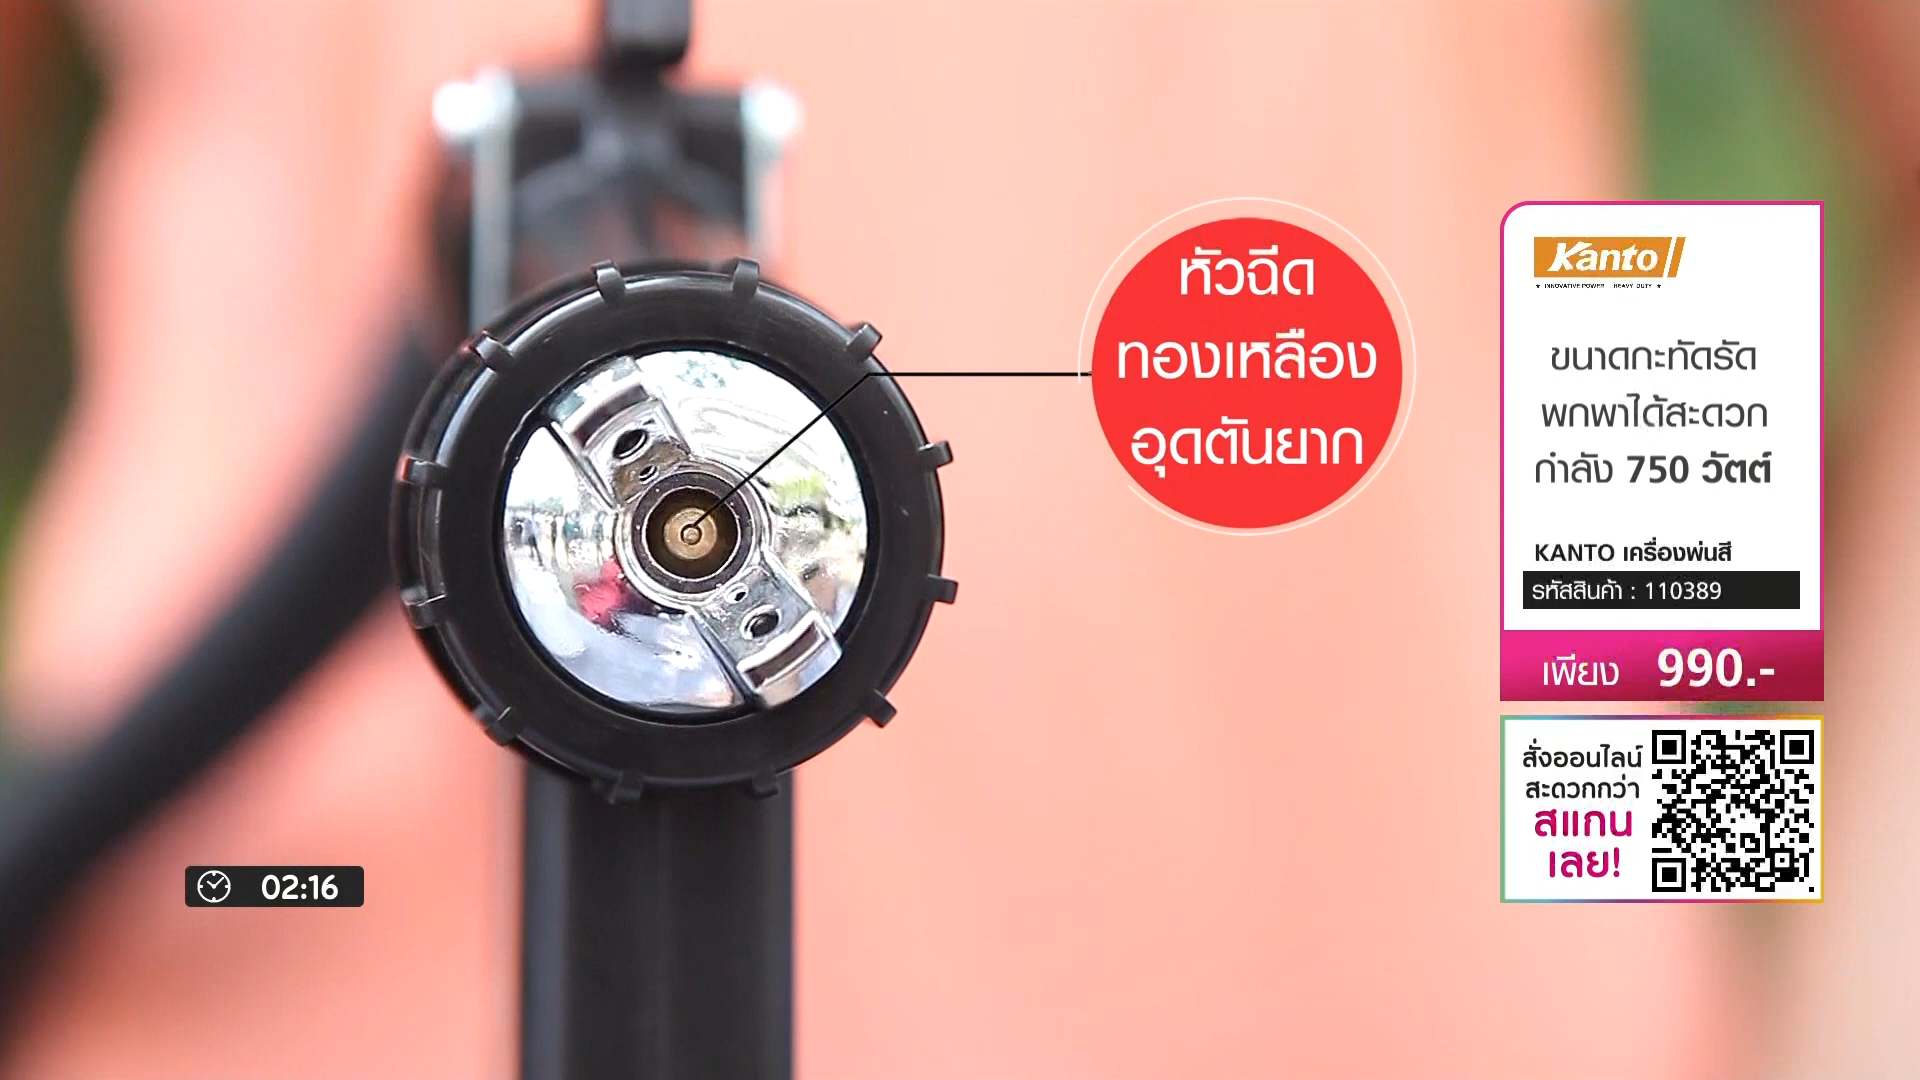 หัวฉีด
ทองเหลือง
อุดตันยาก
Kanto
INNOVATIVE POWER HEAVY DUTY
ขนาดกะทัดรัด
พกพาได้สะดวก
กำลัง 750 วัตต์
KANTO เครื่องพ่นสี
รหัสสินค้า : 110389
เพียง 990.-
สั่งออนไลน์
สะดวกกว่า
สแกน
เลย!
02:16